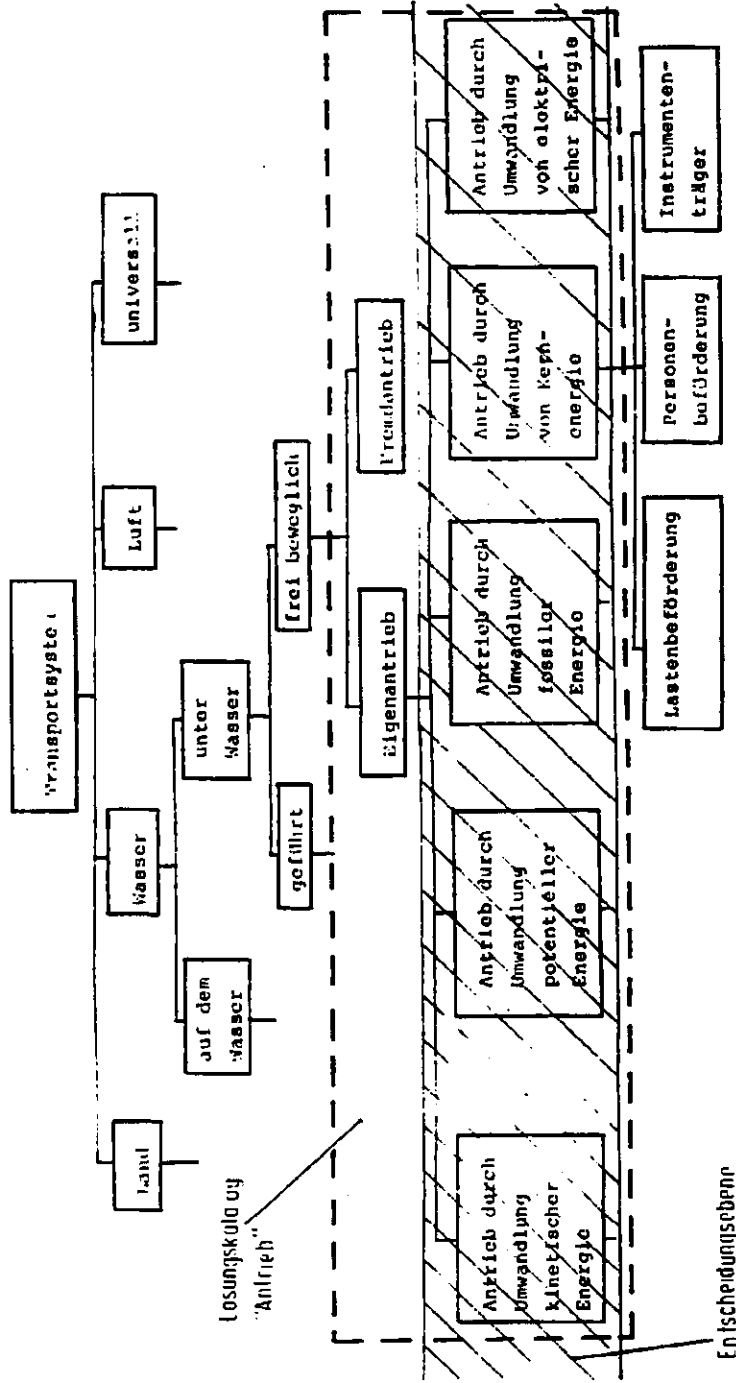 Transportsyste
Land
Wasser
Luft
universell
auf dem
Wasser
unter
Wasser
geführt
frei beweglich
Lösungskatalog
"Antrieb"
Eigenantrieb
Fremdantrieb
Antrieb durch
Umwandlung
kinetischer
Energie
Antrieb durch
Umwandlung
potentieller
Energie
Antrieb durch
Umwandlung
fossiler
Energie
Antrieb durch
Umwandlung
von Kern-
energie
Antrieb durch
Umwandlung
von elektri-
scher Energie
Entscheidungsebene
Lastenbeförderung
Personen-
beförderung
Instrumenten-
träger